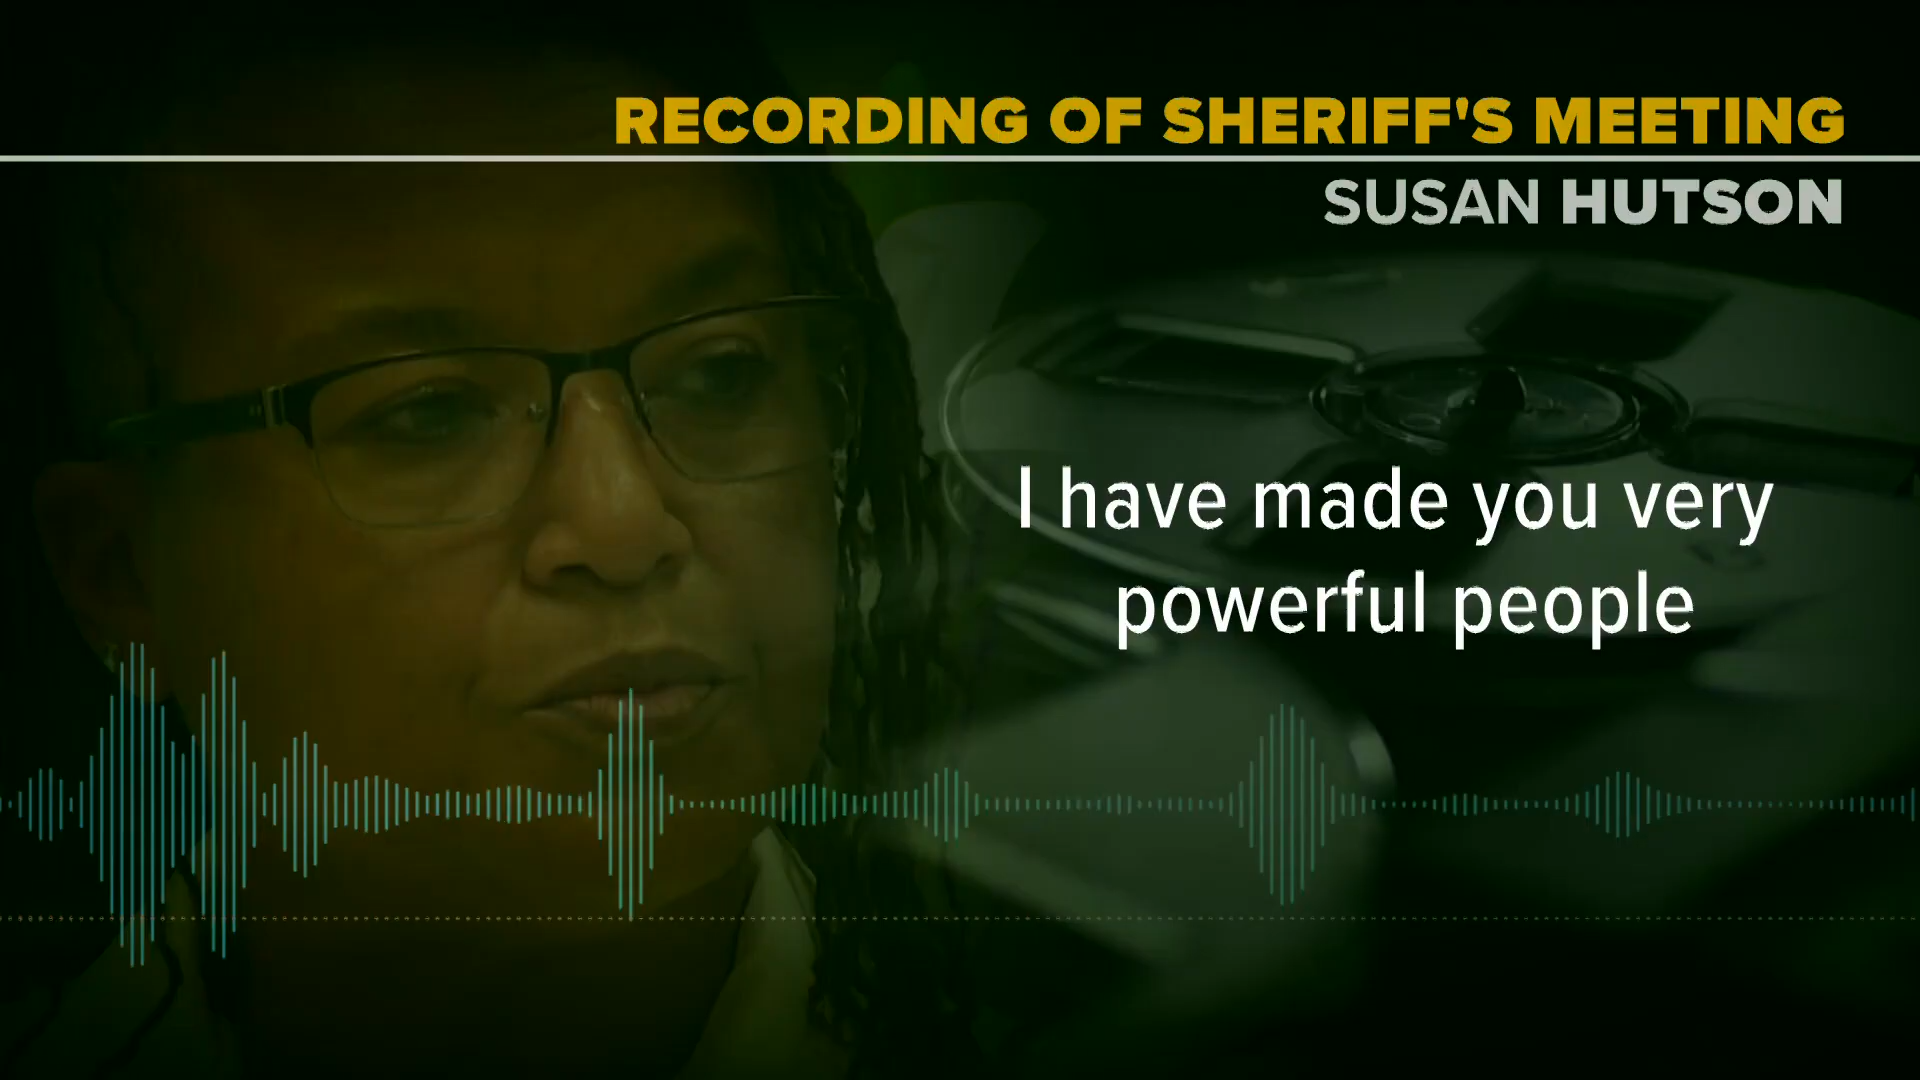 RECORDING OF SHERIFF'S MEETING
SUSAN HUTSON
I have made you very
powerful people